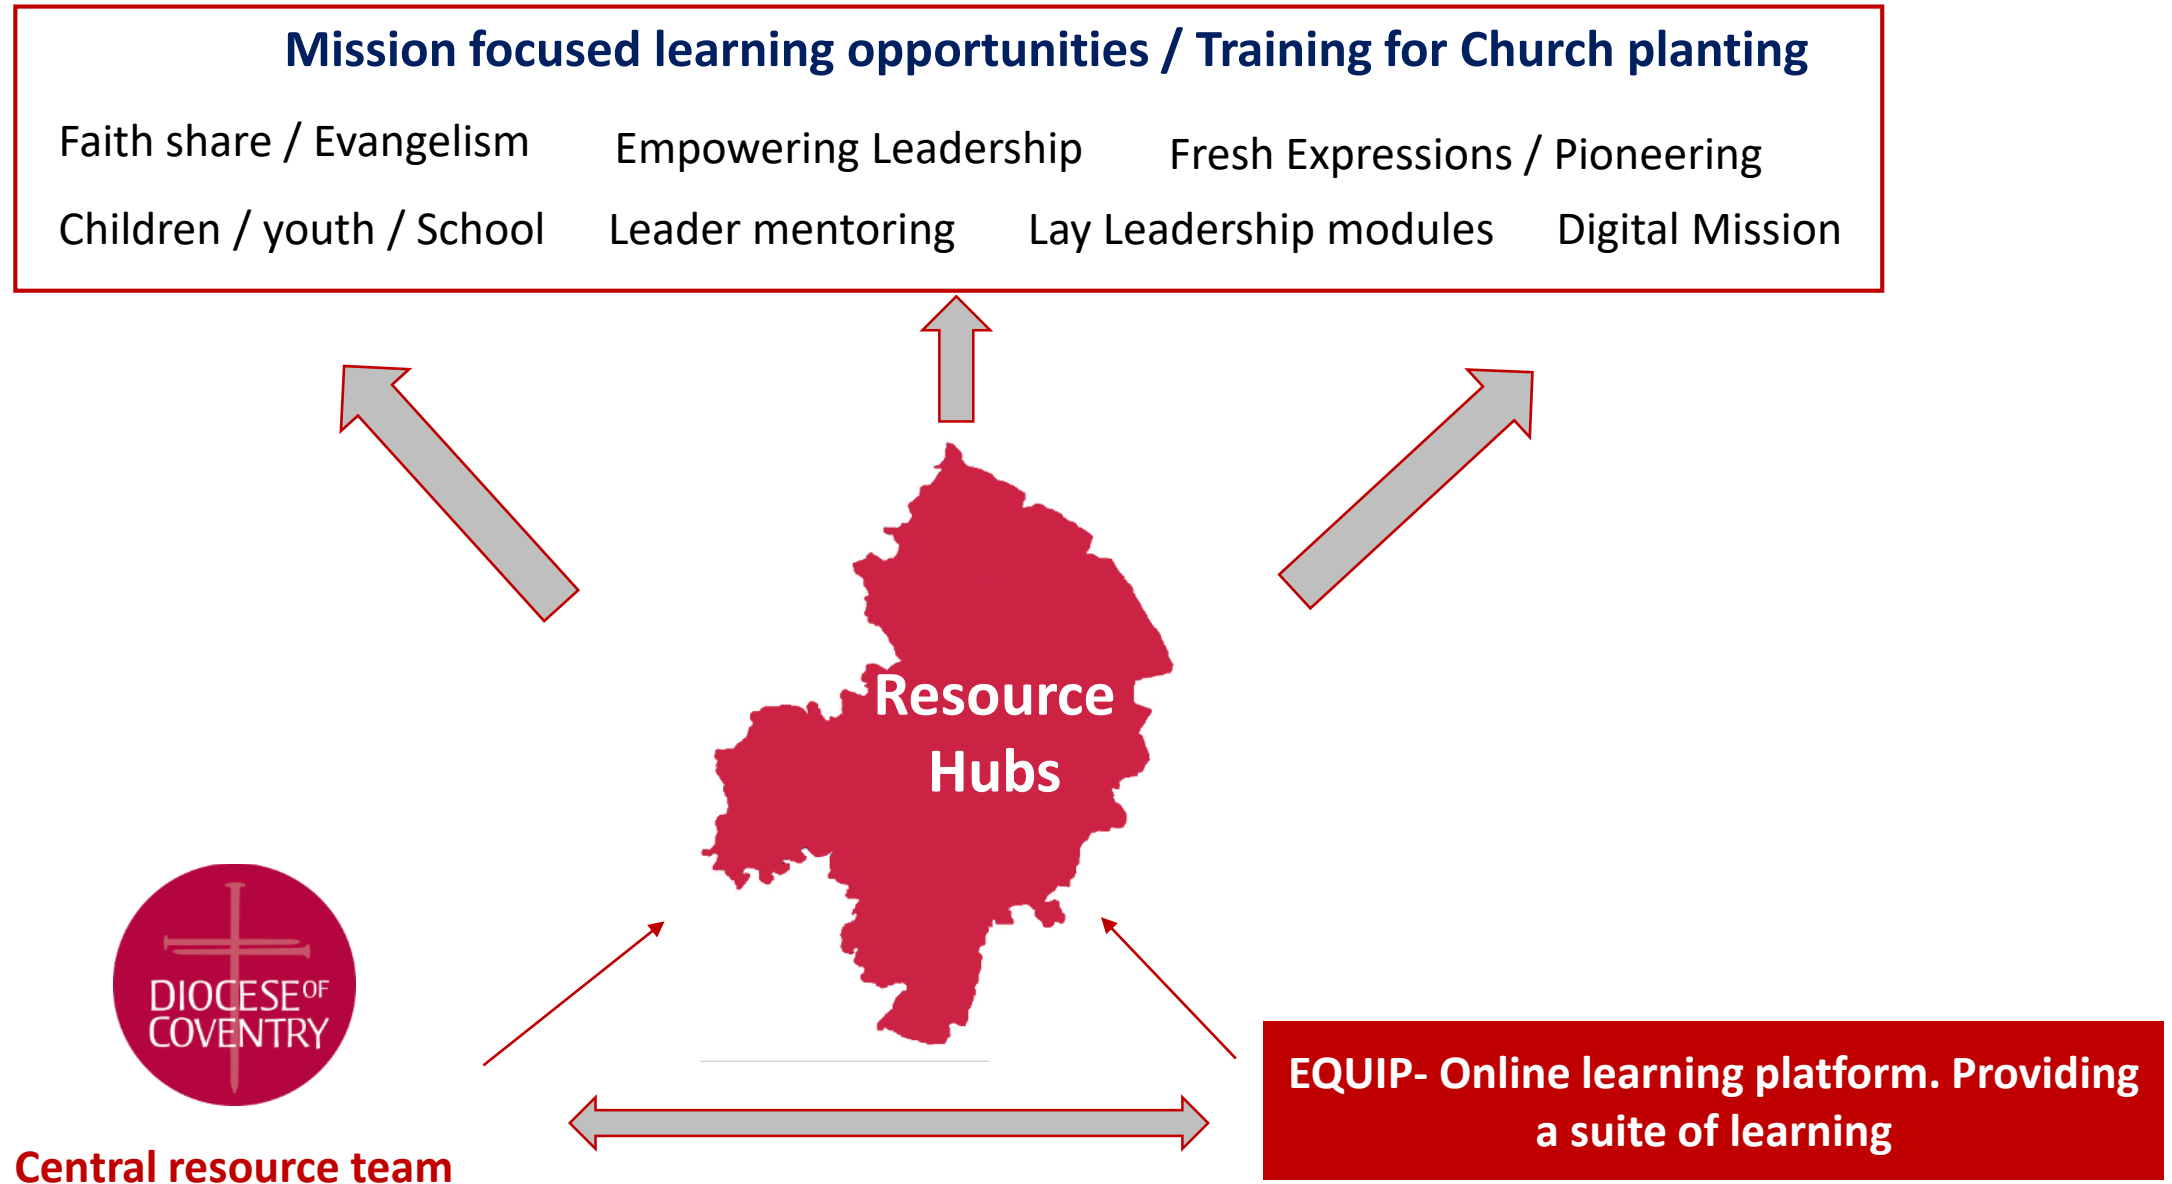 Mission focused learning opportunities / Training for Church planting
Faith share / Evangelism
Empowering Leadership
Fresh Expressions / Pioneering
Children / youth / School
Leader mentoring
Lay Leadership modules
Digital Mission
Resource
Hubs
DIOCESE OF
COVENTRY
Central resource team
EQUIP- Online learning platform. Providing
a suite of learning